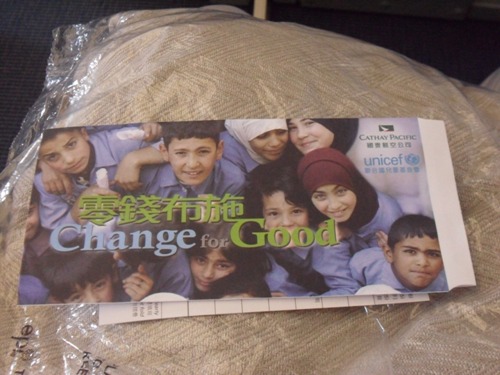 CATHAY PACIFIC
國泰航空公司
unicef
聯合國兒童基金會
零錢布施
Change for Good